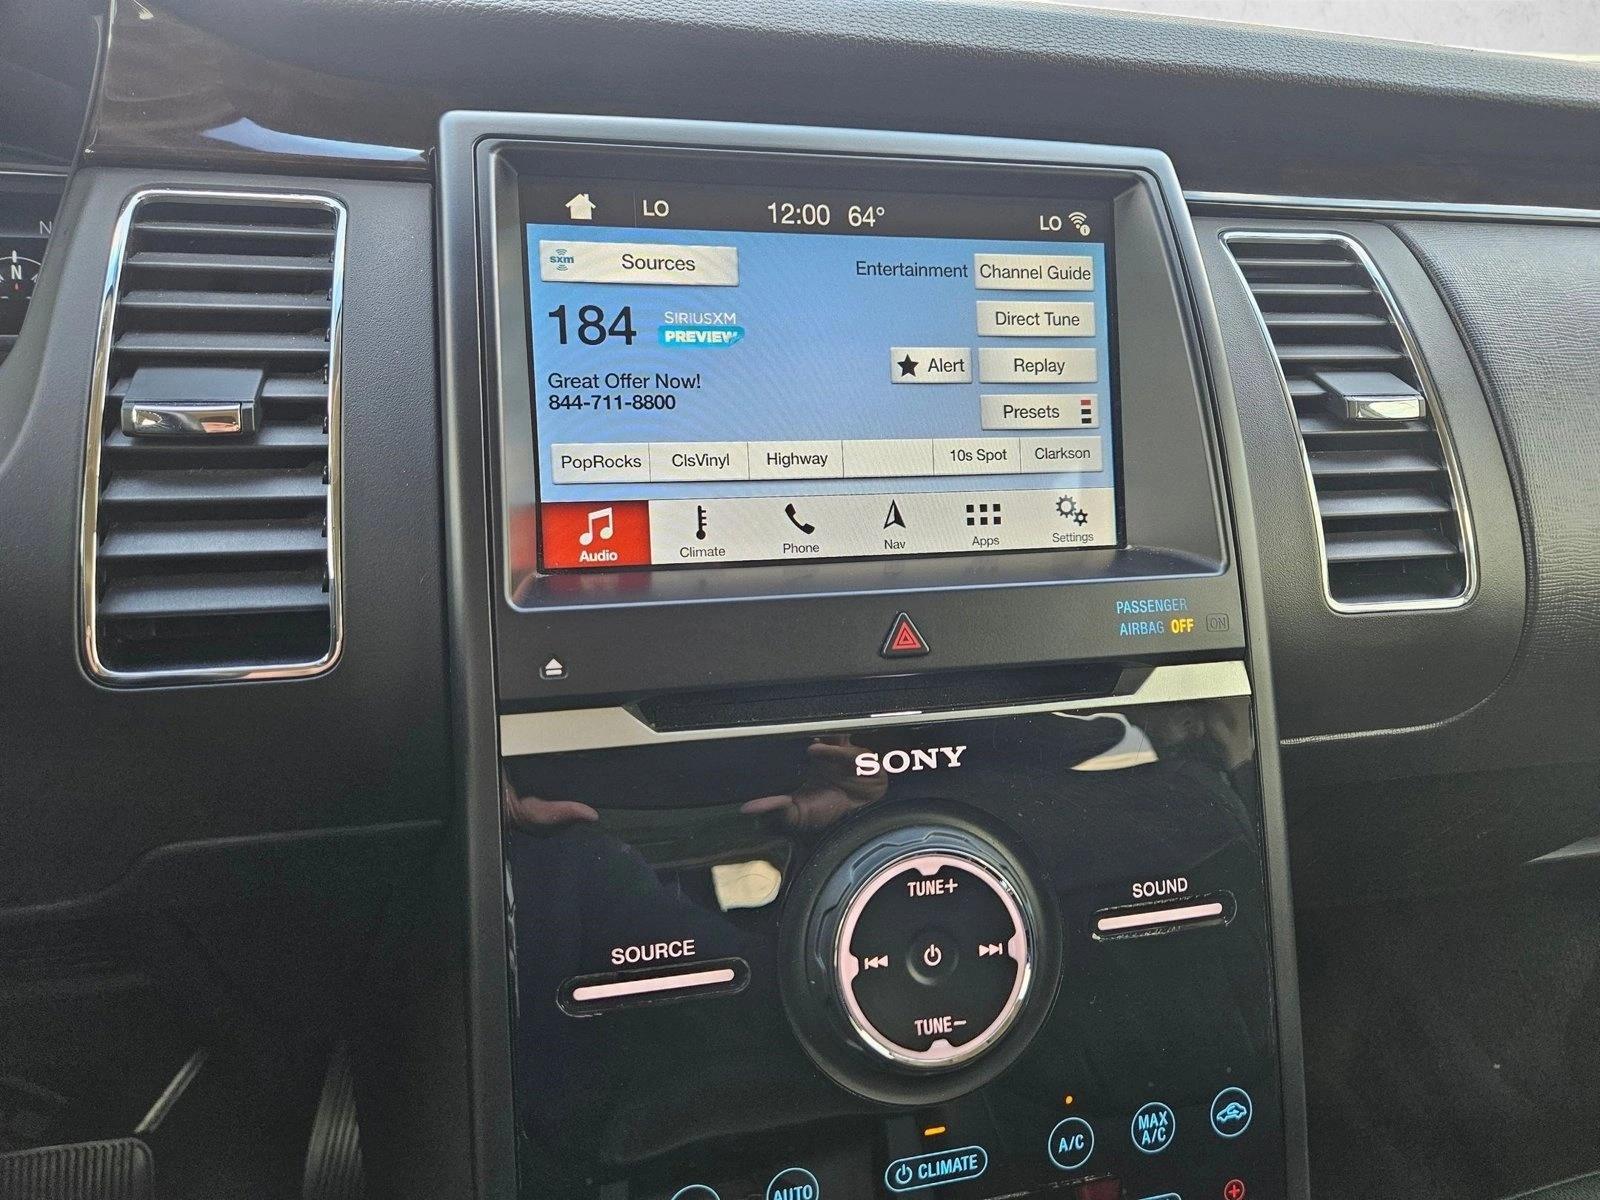 N
N
LO 12:00 64° LO
sxm Sources
Entertainment Channel Guide
184 SIRIUSXM
PREVIEW
Direct Tune
Alert Replay
Great Offer Now!
844-711-8800
Presets
PopRocks ClsVinyl Highway 10s Spot Clarkson
Audio Climate Phone Nav Apps Settings
PASSENGER
AIRBAG OFF ON
SONY
TUNE+
SOUND
SOURCE
TUNE−
A/C
MAX
A/C
CLIMATE
AUTO